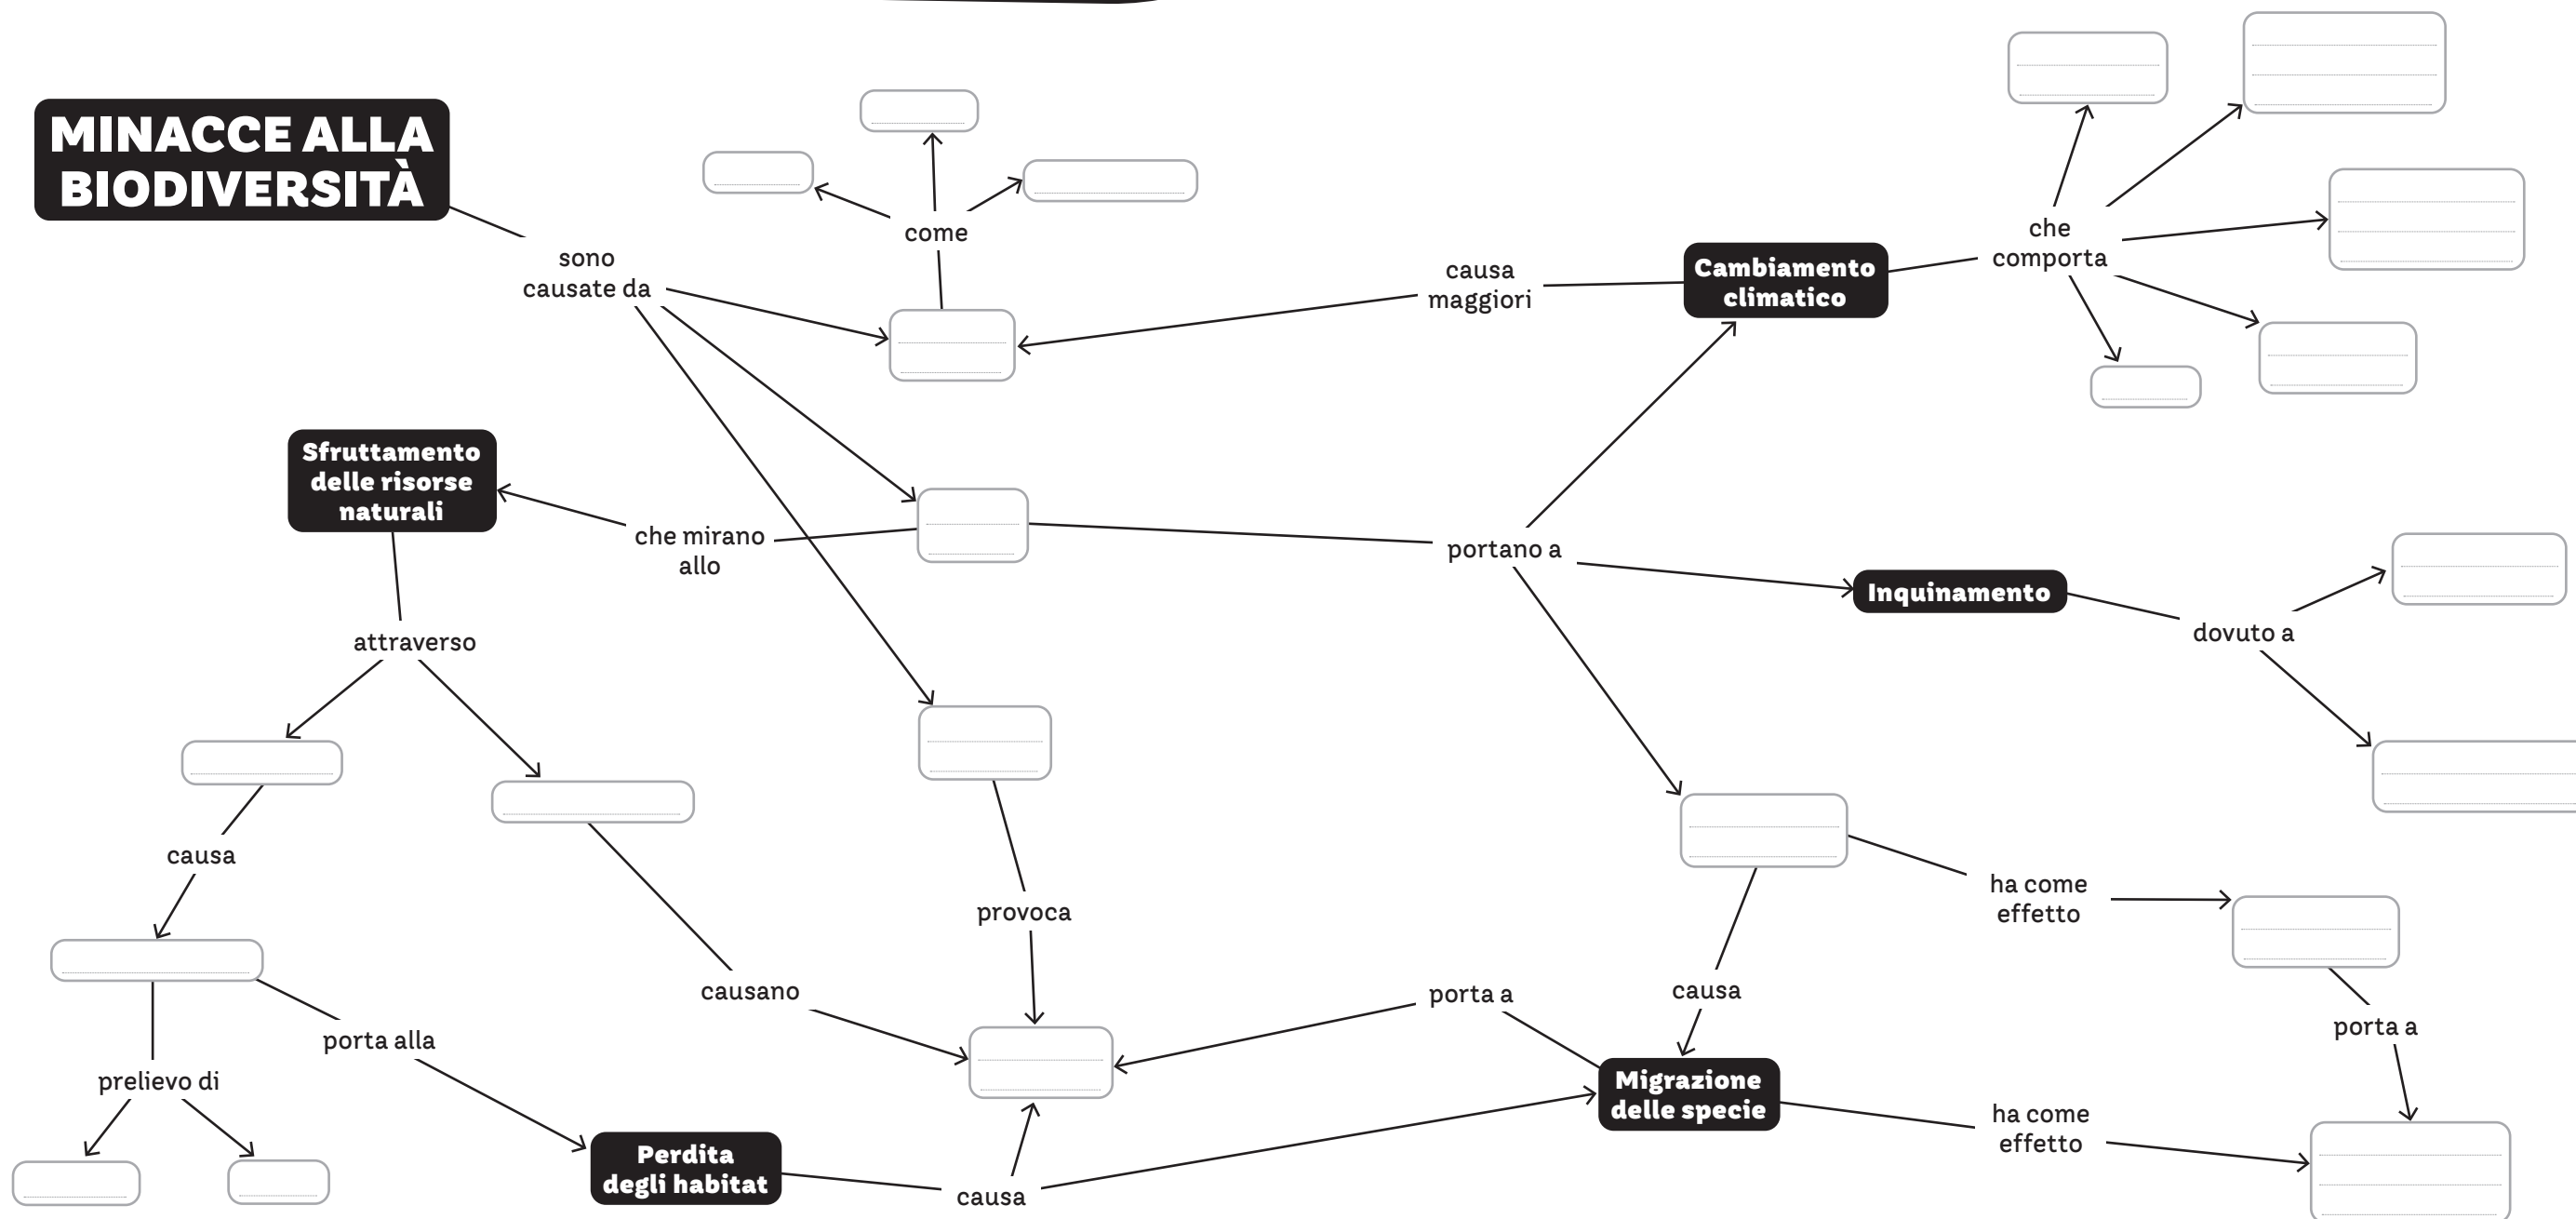 MINACCE ALLA
BIODIVERSITÀ
sono
causate da
come
causa
maggiori
Cambiamento
climatico
che
comporta
Sfruttamento
delle risorse
naturali
che mirano
allo
portano a
Inquinamento
dovuto a
attraverso
causa
provoca
ha come
effetto
causano
porta a
causa
porta a
porta alla
prelievo di
Migrazione
delle specie
ha come
effetto
Perdita
degli habitat
causa